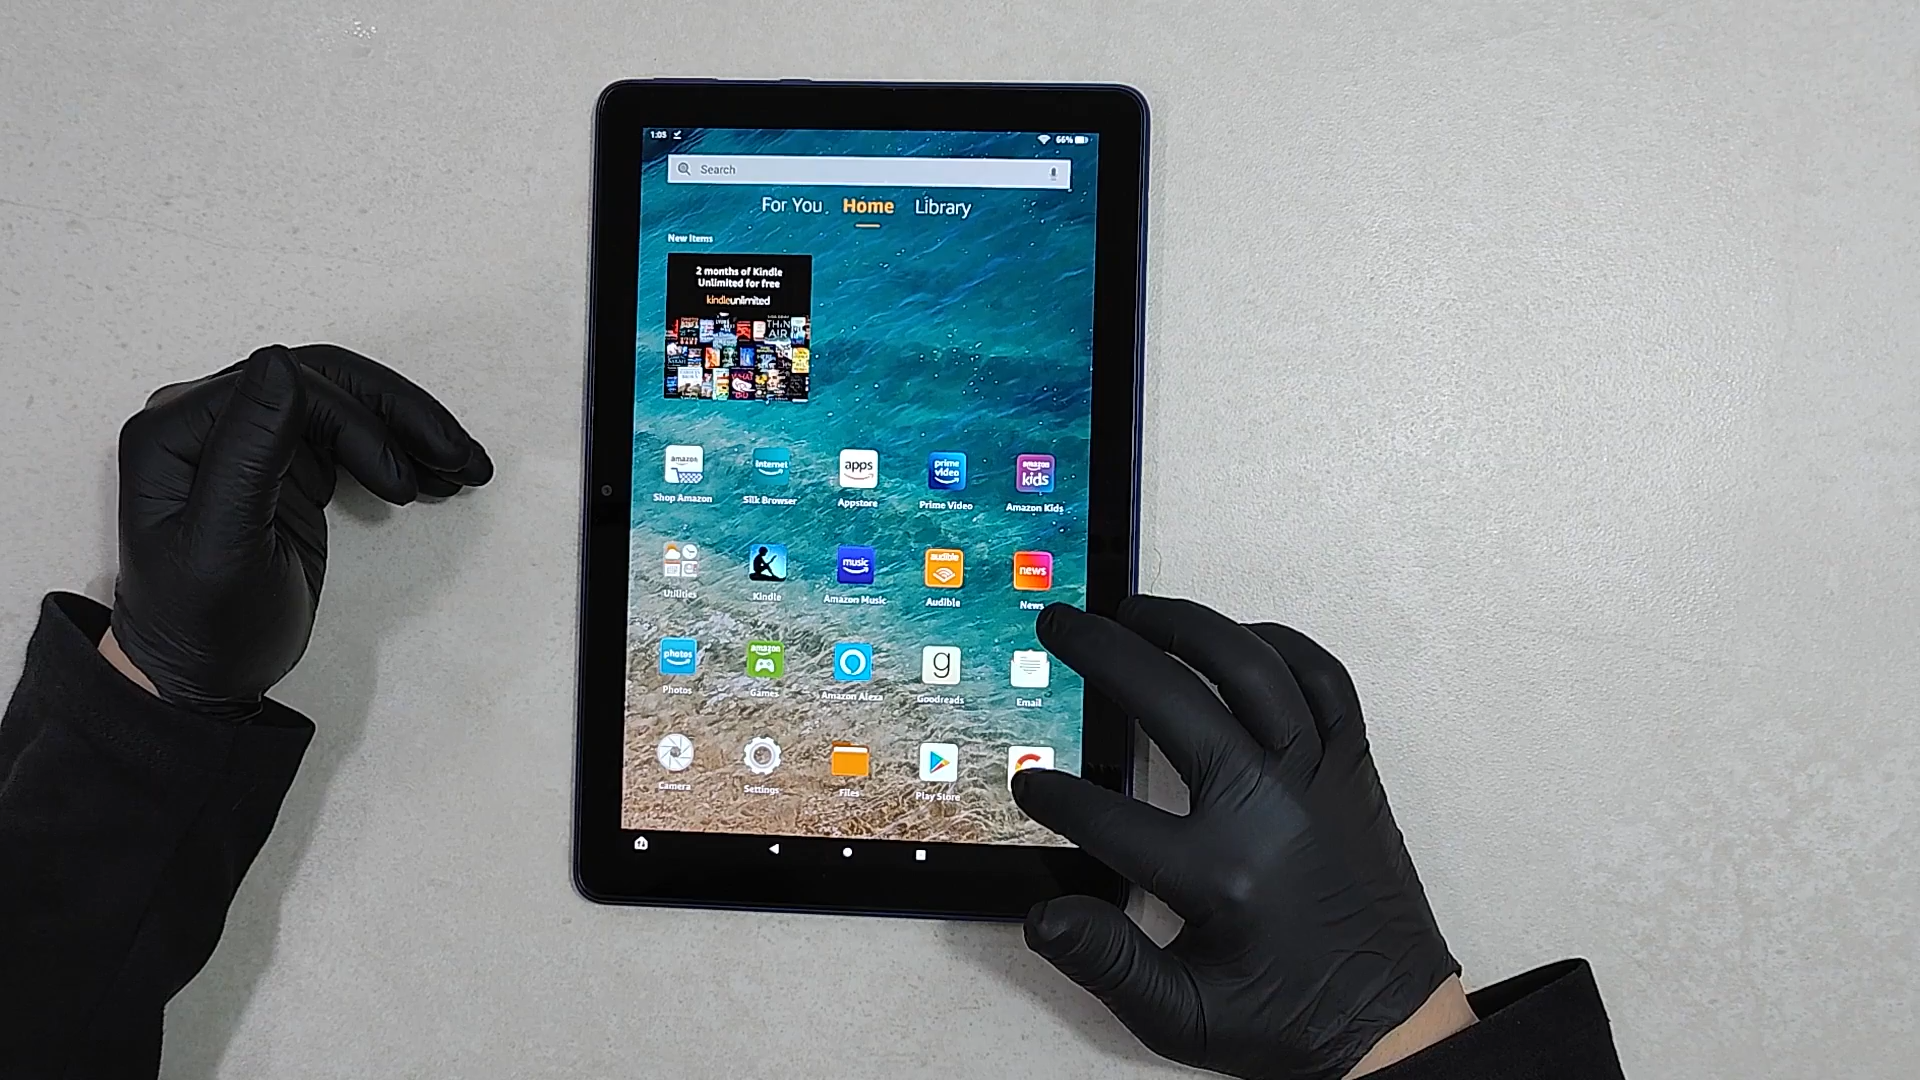 1:05
66%
Search
For You Home Library
New Items
2 months of Kindle
Unlimited for free
kindleunlimited
THIN
AIR
amazon
internet
apps
prime
video
amazon
kids
Shop Amazon
Silk Browser
Appstore
Prime Video
Amazon Kids
music
audible
news
Utilities
Kindle
Amazon Music
Audible
News
photos
amazon
g
Photos
Games
Amazon Alexa
Goodreads
Email
Camera
Settings
Files
Play Store